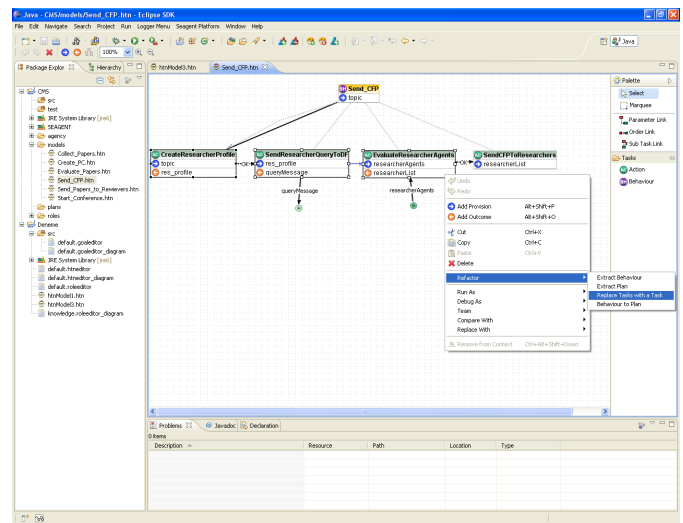 Java - CMS/models/Send_CFP.htn - Eclipse SDK
File Edit Navigate Search Project Run Logger Menu Seagent Platform Window Help
100%
Java
Package Explor
Hierarchy
htnModel3.htn
Send_CFP.htn
CMS
src
test
JRE System Library [jre6]
SEAGENT
agency
models
Collect_Papers.htn
Create_PC.htn
Evaluate_Papers.htn
Send_CFP.htn
Send_Papers_to_Reviewers.htn
Start_Conference.htn
plans
roles
Deneme
src
default.goaleditor
default.goaleditor_diagram
JRE System Library [jre6]
default.htneditor
default.htneditor_diagram
default.roleeditor
htnModel1.htn
htnModel3.htn
knowledge.roleeditor_diagram
Send_CFP
topic
CreateResearcherProfile
topic
res_profile
OK
SendResearcherQueryToDF
res_profile
queryMessage
EvaluateResearcherAgents
researcherAgents
researcherList
OK
SendCFPToResearchers
researcherList
queryMessage
researcherAgents
Undo
Redo
Add Provision Alt+Shift+P
Add Outcome Alt+Shift+O
Cut Ctrl+X
Copy Ctrl+C
Paste Ctrl+V
Delete
Refactor
Run As
Debug As
Team
Compare With
Replace With
Remove from Context Ctrl+Alt+Shift+Down
Extract Behaviour
Extract Plan
Replace Tasks with a Task
Behaviour to Plan
Palette
Select
Marquee
Parameter Link
Order Link
Sub Task Link
Tasks
Action
Behaviour
Problems
Javadoc
Declaration
0 items
Description Resource Path Location Type